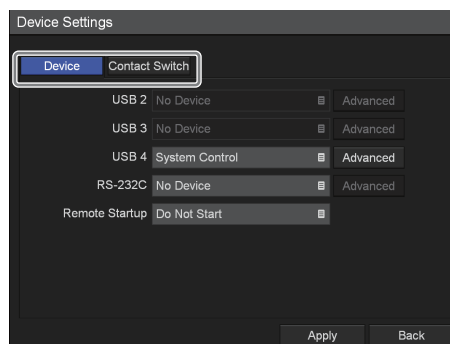 Device Settings
Device Contact Switch
USB 2 No Device Advanced
USB 3 No Device Advanced
USB 4 System Control Advanced
RS-232C No Device Advanced
Remote Startup Do Not Start
Apply Back